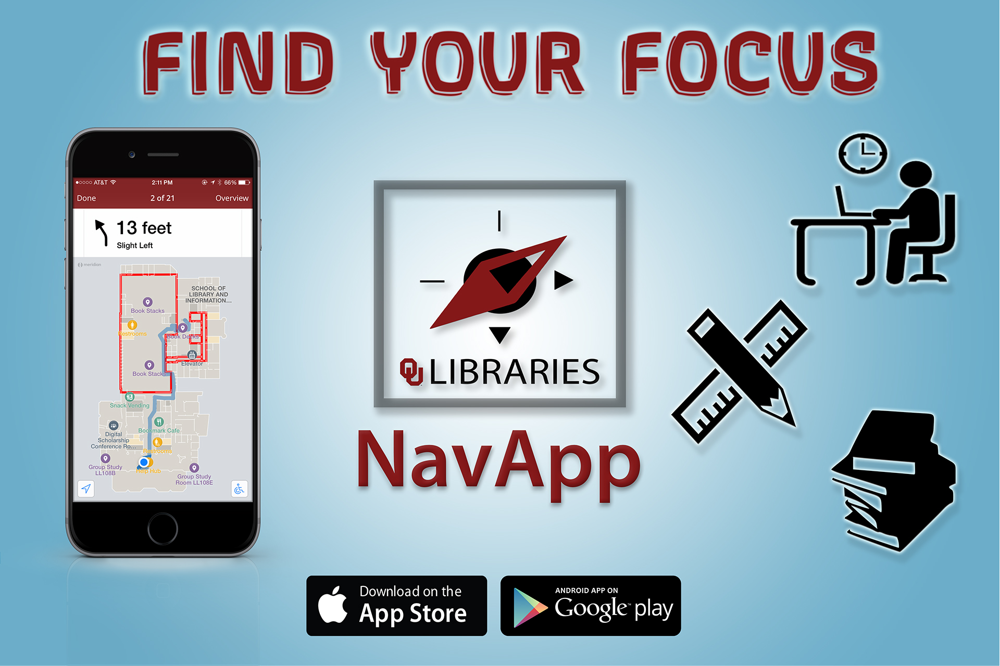 FIND YOUR FOCUS
AT&T
2:11 PM
66%
Done
2 of 21
Overview
13 feet
Slight Left
meridian
SCHOOL OF
LIBRARY AND
INFORMATION...
Book Stacks
Restrooms
Book Decks
Elevator
Book Stacks
Snack Vending
Bookmark Cafe
Digital
Scholarship
Conference Ro...
Restrooms
Group Study
LL108B
Help Hub
Group Study
Room LL108E
OU LIBRARIES
NavApp
Download on the
App Store
ANDROID APP ON
Google™ play